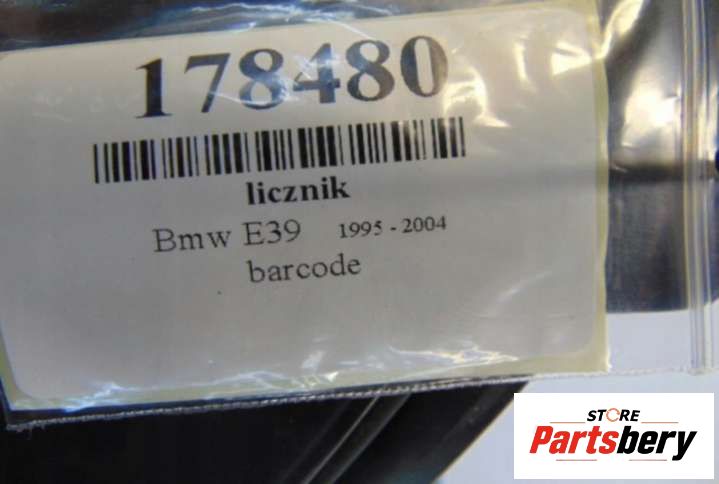 178480
licznik
Bmw E39 1995 - 2004
barcode
STORE
Partsbery